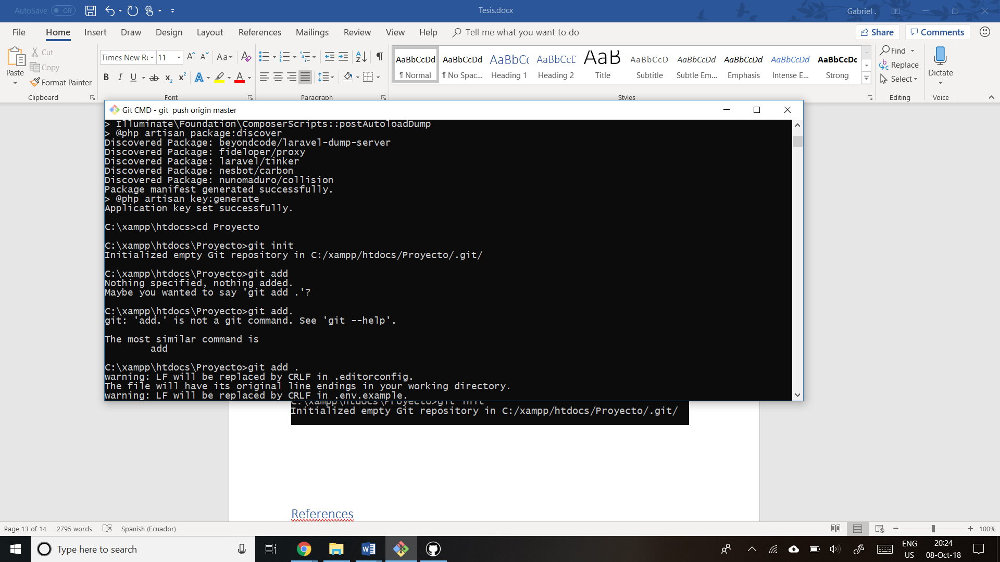 AutoSave Off Tesis.docx Gabriel .
File Home Insert Draw Design Layout References Mailings Review View Help Tell me what you want to do Share Comments
Paste Cut Copy Format Painter Clipboard
Times New Ro 11 Aa
B I U ab x₂ x² A A
Font
Paragraph
AaBbCcDd AaBbCcDd AaBbCc AaBbCcD AaB AaBbCcD AaBbCcDd AaBbCcDd AaBbCcDd AaBbCcDc
¶ Normal ¶ No Spac... Heading 1 Heading 2 Title Subtitle Subtle Em... Emphasis Intense E... Strong
Styles
Find Replace Select Editing
Dictate Voice
Git CMD - git  push origin master
> Illuminate\Foundation\ComposerScripts::postAutoloadDump
> @php artisan package:discover
Discovered Package: beyondcode/laravel-dump-server
Discovered Package: fideloper/proxy
Discovered Package: laravel/tinker
Discovered Package: nesbot/carbon
Discovered Package: nunomaduro/collision
Package manifest generated successfully.
> @php artisan key:generate
Application key set successfully.
C:\xampp\htdocs>cd Proyecto
C:\xampp\htdocs\Proyecto>git init
Initialized empty Git repository in C:/xampp/htdocs/Proyecto/.git/
C:\xampp\htdocs\Proyecto>git add
Nothing specified, nothing added.
Maybe you wanted to say 'git add .'?
C:\xampp\htdocs\Proyecto>git add.
git: 'add.' is not a git command. See 'git --help'.
The most similar command is
add
C:\xampp\htdocs\Proyecto>git add .
warning: LF will be replaced by CRLF in .editorconfig.
The file will have its original line endings in your working directory.
warning: LF will be replaced by CRLF in .env.example.
C:\xampp\htdocs\Proyecto>git init
Initialized empty Git repository in C:/xampp/htdocs/Proyecto/.git/
References
Page 13 of 14 2795 words Spanish (Ecuador) 100%
Type here to search ENG US 20:24 08-Oct-18